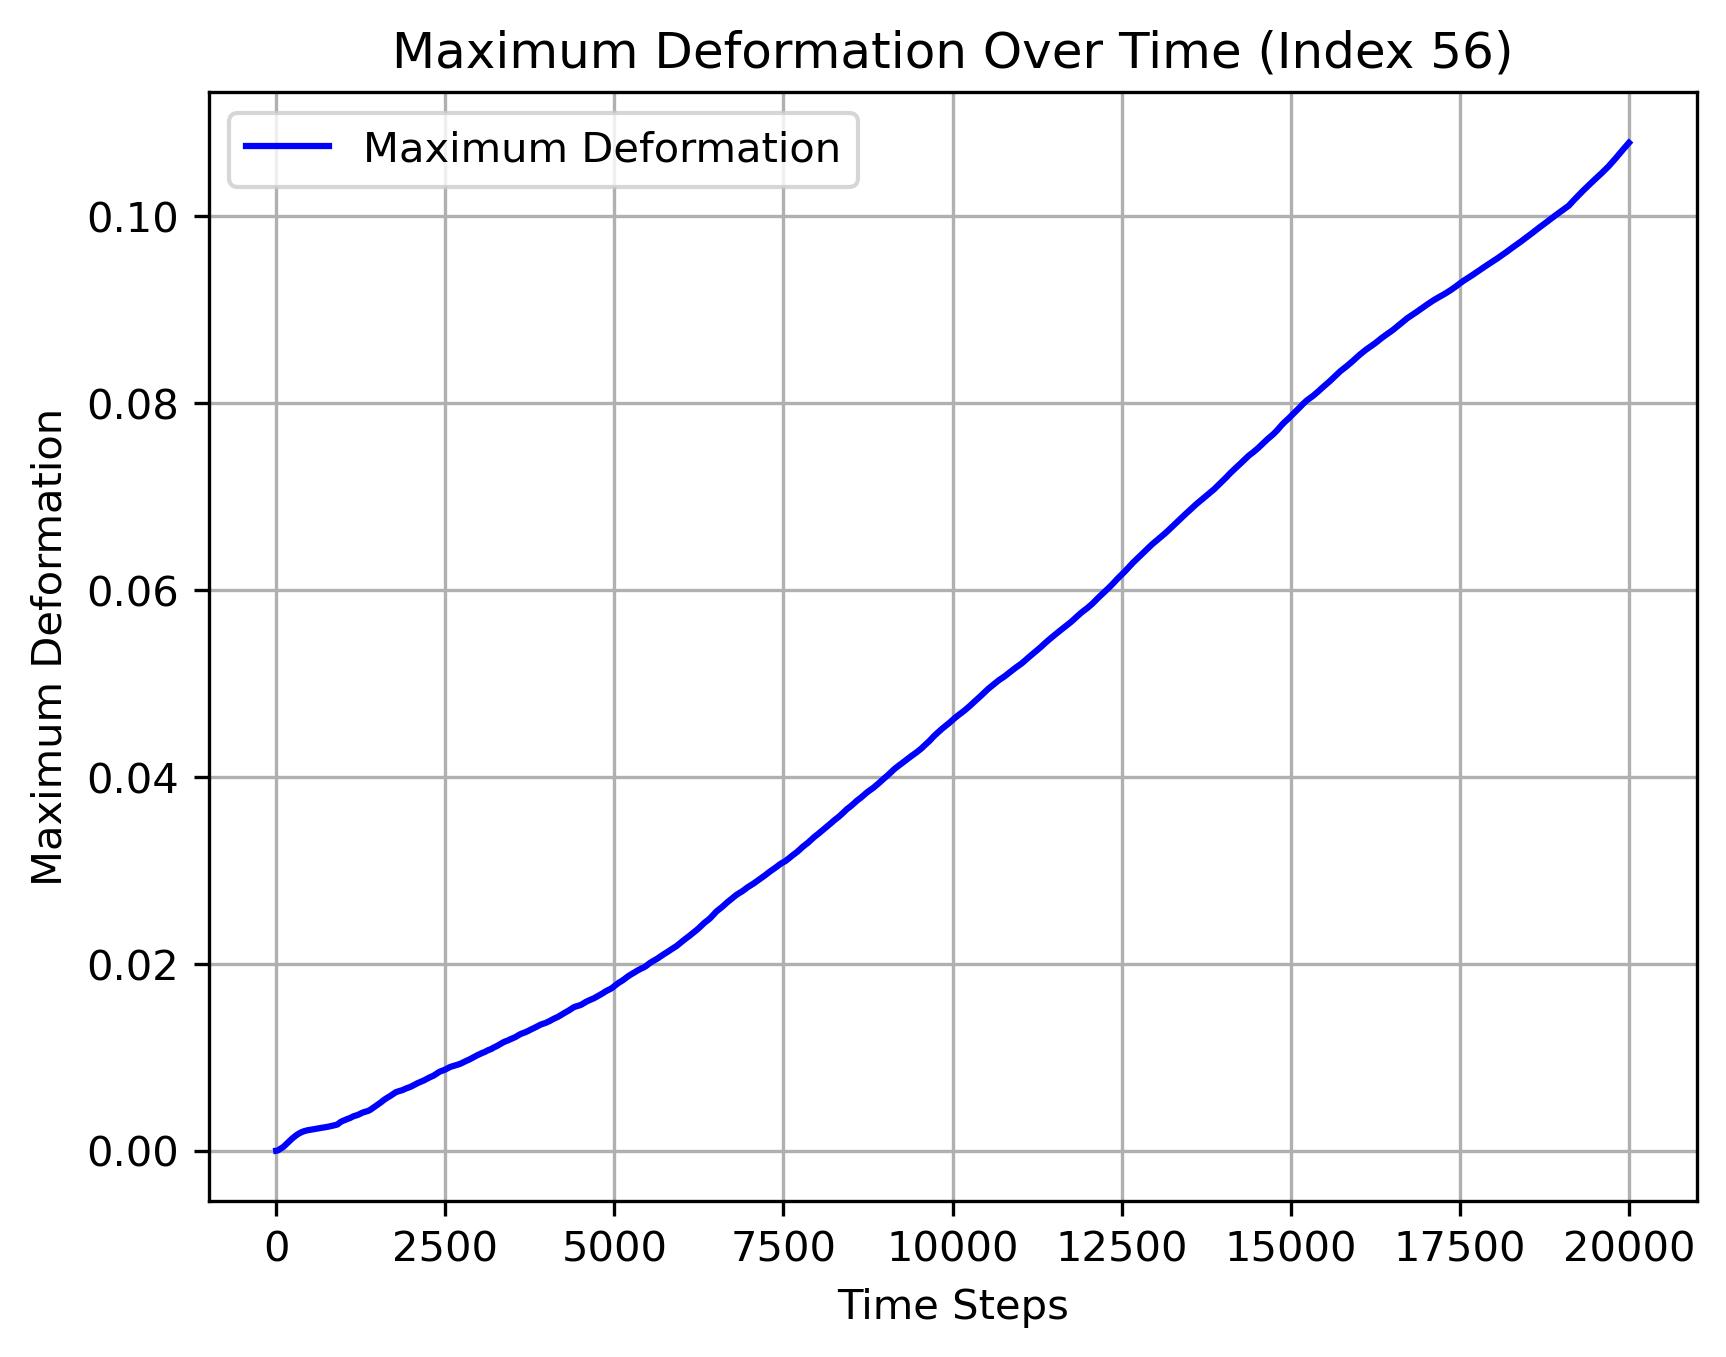 Maximum Deformation Over Time (Index 56)
Maximum Deformation
0.10
0.08
0.06
0.04
0.02
0.00
Maximum Deformation
0 2500 5000 7500 10000 12500 15000 17500 20000
Time Steps